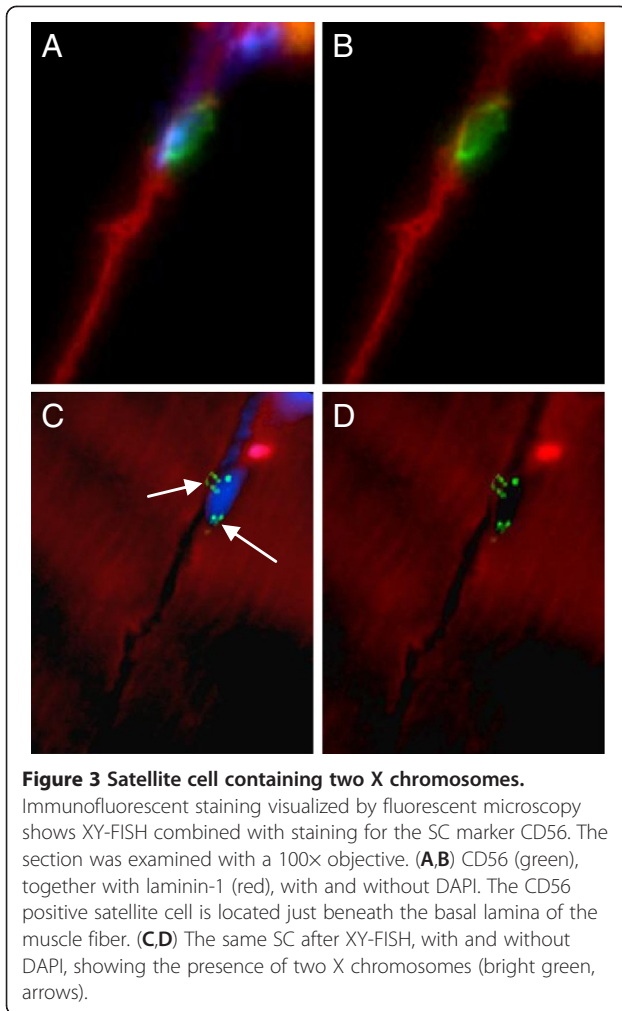 A
B
C
D
Figure 3 Satellite cell containing two X chromosomes.
Immunofluorescent staining visualized by fluorescent microscopy
shows XY-FISH combined with staining for the SC marker CD56. The
section was examined with a 100× objective. (A,B) CD56 (green),
together with laminin-1 (red), with and without DAPI. The CD56
positive satellite cell is located just beneath the basal lamina of the
muscle fiber. (C,D) The same SC after XY-FISH, with and without
DAPI, showing the presence of two X chromosomes (bright green,
arrows).